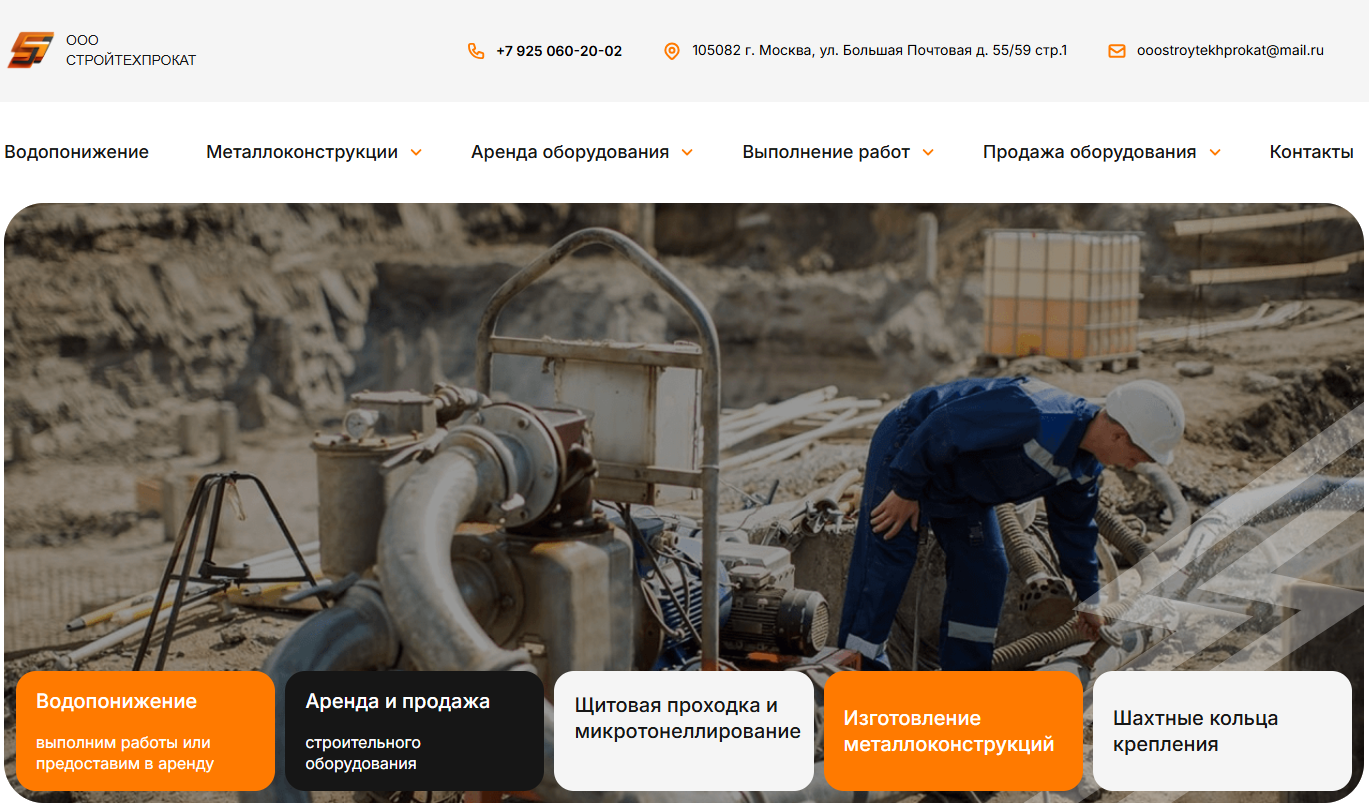 ООО
СТРОЙТЕХПРОКАТ
+7 925 060-20-02
105082 г. Москва, ул. Большая Почтовая д. 55/59 стр.1
ooostroytekhprokat@mail.ru
Водопонижение
Металлоконструкции
Аренда оборудования
Выполнение работ
Продажа оборудования
Контакты
Водопонижение
выполним работы или
предоставим в аренду
Аренда и продажа
строительного
оборудования
Щитовая проходка и
микротонеллирование
Изготовление
металлоконструкций
Шахтные кольца
крепления